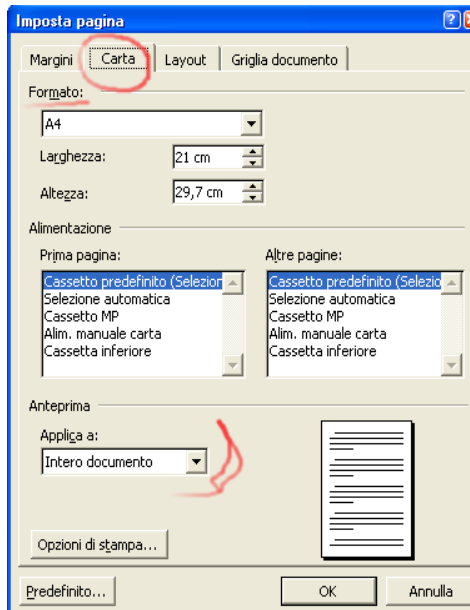 Imposta pagina
Margini Carta Layout Griglia documento
Formato:
A4
Larghezza: 21 cm
Altezza: 29,7 cm
Alimentazione
Prima pagina: Altre pagine:
Cassetto predefinito (Selezion Cassetto predefinito (Selezio
Selezione automatica Selezione automatica
Cassetto MP Cassetto MP
Alim. manuale carta Alim. manuale carta
Cassetta inferiore Cassetta inferiore
Anteprima
Applica a:
Intero documento
Opzioni di stampa...
Predefinito... OK Annulla